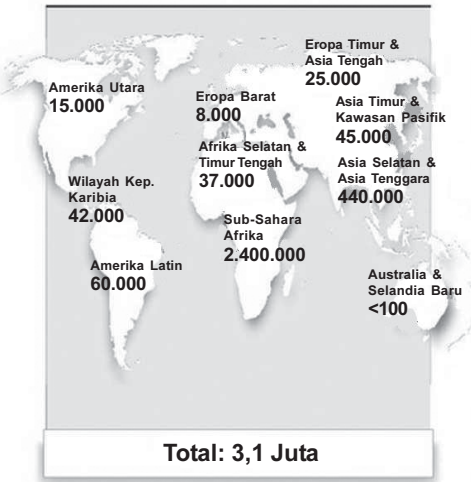 Eropa Timur &
Asia Tengah
25.000
Amerika Utara
15.000
Eropa Barat
8.000
Asia Timur &
Kawasan Pasifik
45.000
Afrika Selatan &
Timur Tengah
37.000
Asia Selatan &
Asia Tenggara
440.000
Wilayah Kep.
Karibia
42.000
Sub-Sahara
Afrika
2.400.000
Amerika Latin
60.000
Australia &
Selandia Baru
<100
Total: 3,1 Juta